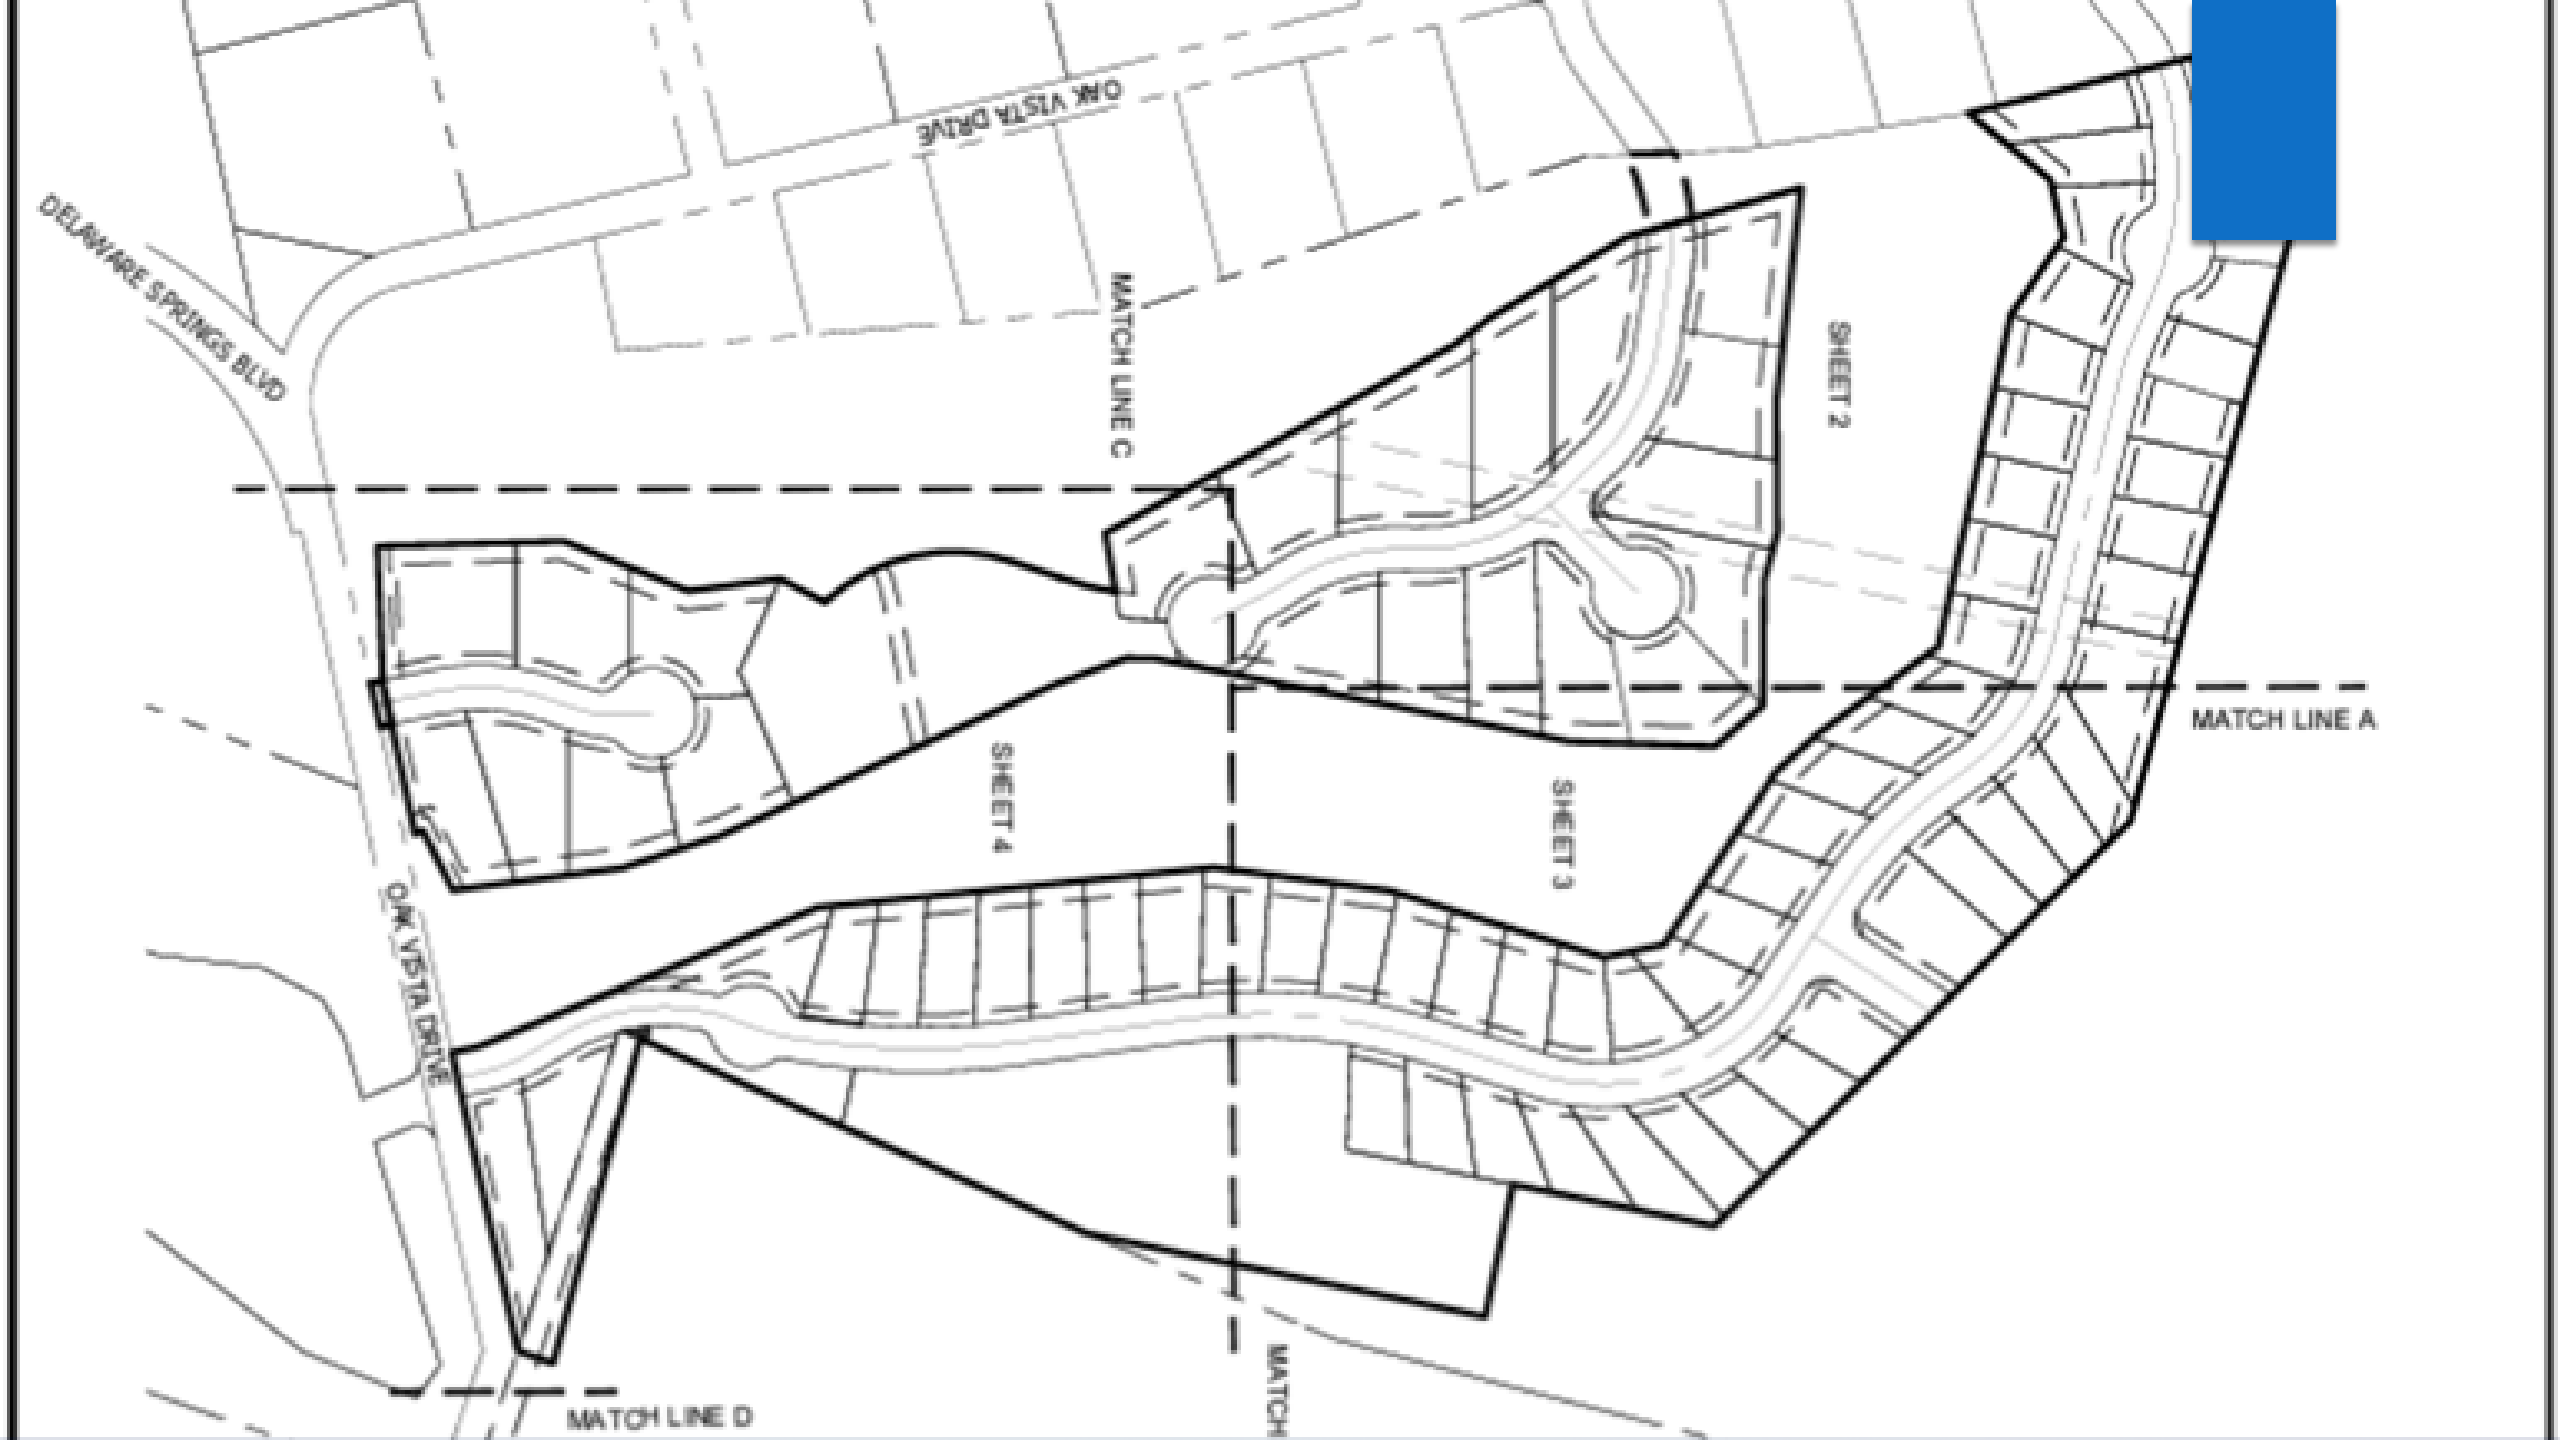 OAK VISTA DRIVE
DELAWARE SPRINGS BLVD
MATCH LINE C
SHEET 2
MATCH LINE A
SHEET 4
SHEET 3
OAK VISTA DRIVE
MATCH
MATCH LINE D